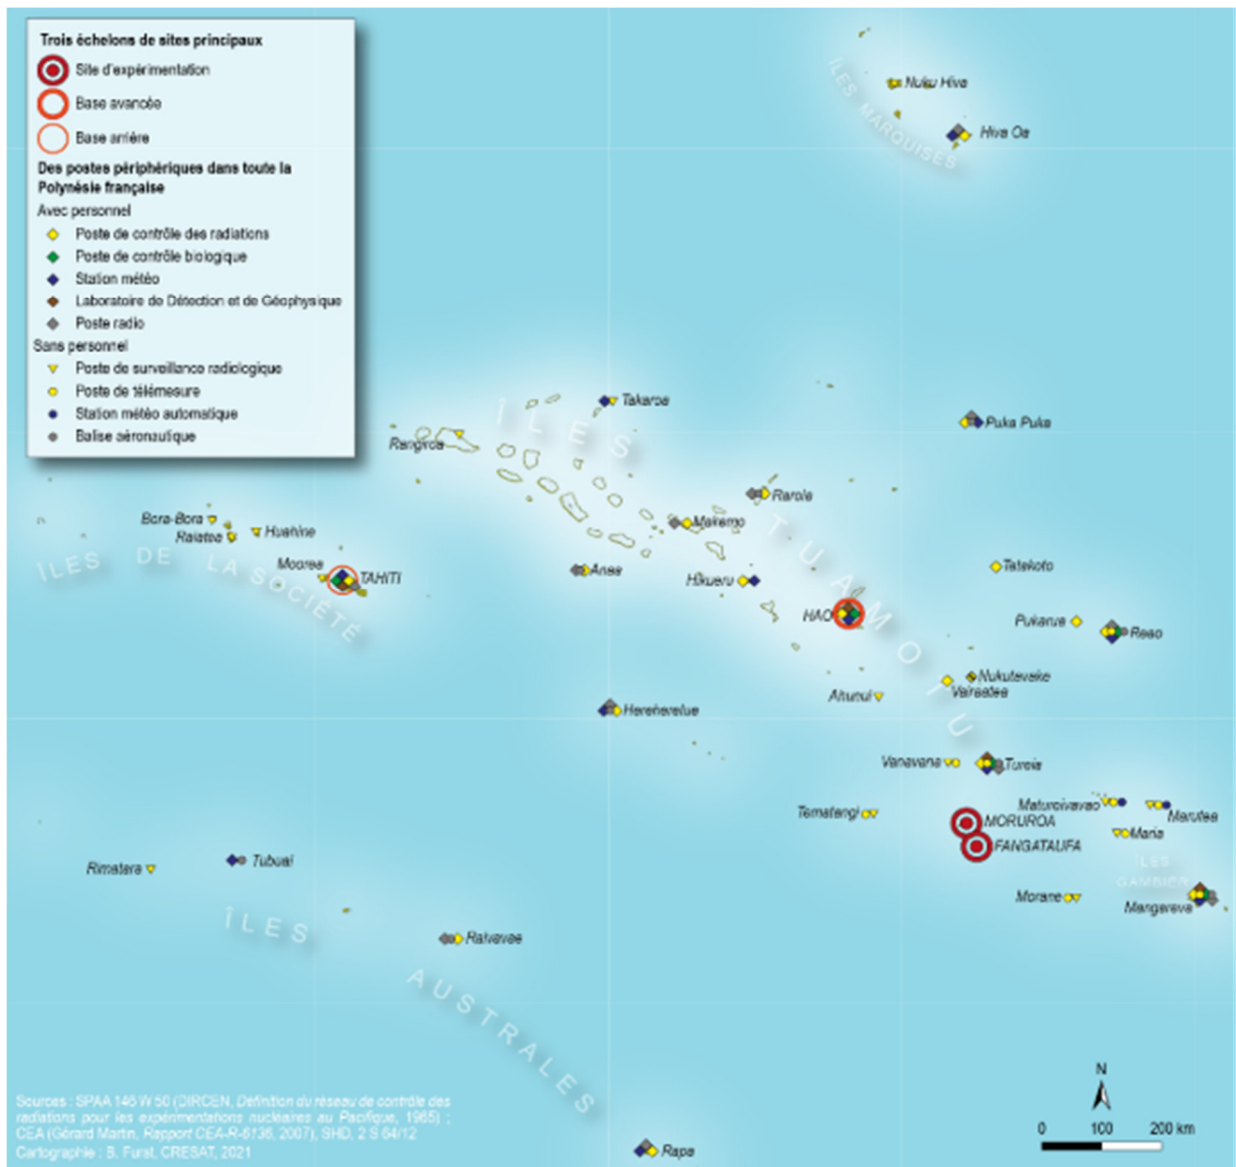 Trois échelons de sites principaux
Site d'expérimentation
Base avancée
Base arrière
Des postes périphériques dans toute la
Polynésie française
Avec personnel
Poste de contrôle des radiations
Poste de contrôle biologique
Station météo
Laboratoire de Détection et de Géophysique
Poste radio
Sans personnel
Poste de surveillance radiologique
Poste de télémesure
Station météo automatique
Balise aéronautique
Nuku Hiva
ÎLES MARQUISES
Hiva Oa
Takaroa
ÎLES
Rangiroa
Puka Puka
Raroia
Makemo
TUAMOTU
Bora-Bora
Raiatea
Huahine
ÎLES DE LA SOCIÉTÉ
Moorea
TAHITI
Anaa
Hikueru
Tatakoto
HAO
Pukarua
Reao
Nukutavake
Vairaatea
Ahunui
Hereheretue
Vanavana
Tureia
Tematangi
MORUROA
FANGATAUFA
Maturoivavao
Marutea
Maria
ÎLES
GAMBIER
Morane
Mangareva
Rimatara
Tubuai
ÎLES
AUSTRALES
Raivavae
Rapa
Sources : SPAA 146 W 50 (DIRCEN, Définition du réseau de contrôle des
radiations pour les expérimentations nucléaires au Pacifique, 1965) ;
CEA (Gérard Martin, Rapport CEA-R-6136, 2007), SHD, 2 S 64/12
Cartographie : B. Furst, CRESAT, 2021
N
0 100 200 km